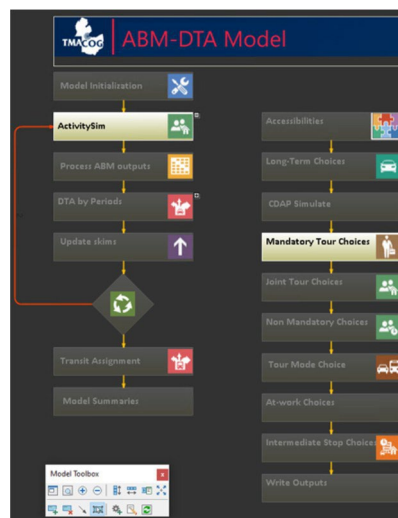 TMACOG
ABM-DTA Model
Model Initialization
ActivitySim
Process ABM outputs
DTA by Periods
Update skims
Transit Assignment
Model Summaries
Accessibilities
Long-Term Choices
CDAP Simulate
Mandatory Tour Choices
Joint Tour Choices
Non Mandatory Choices
Tour Mode Choice
At-work Choices
Intermediate Stop Choices
Write Outputs
Model Toolbox
x